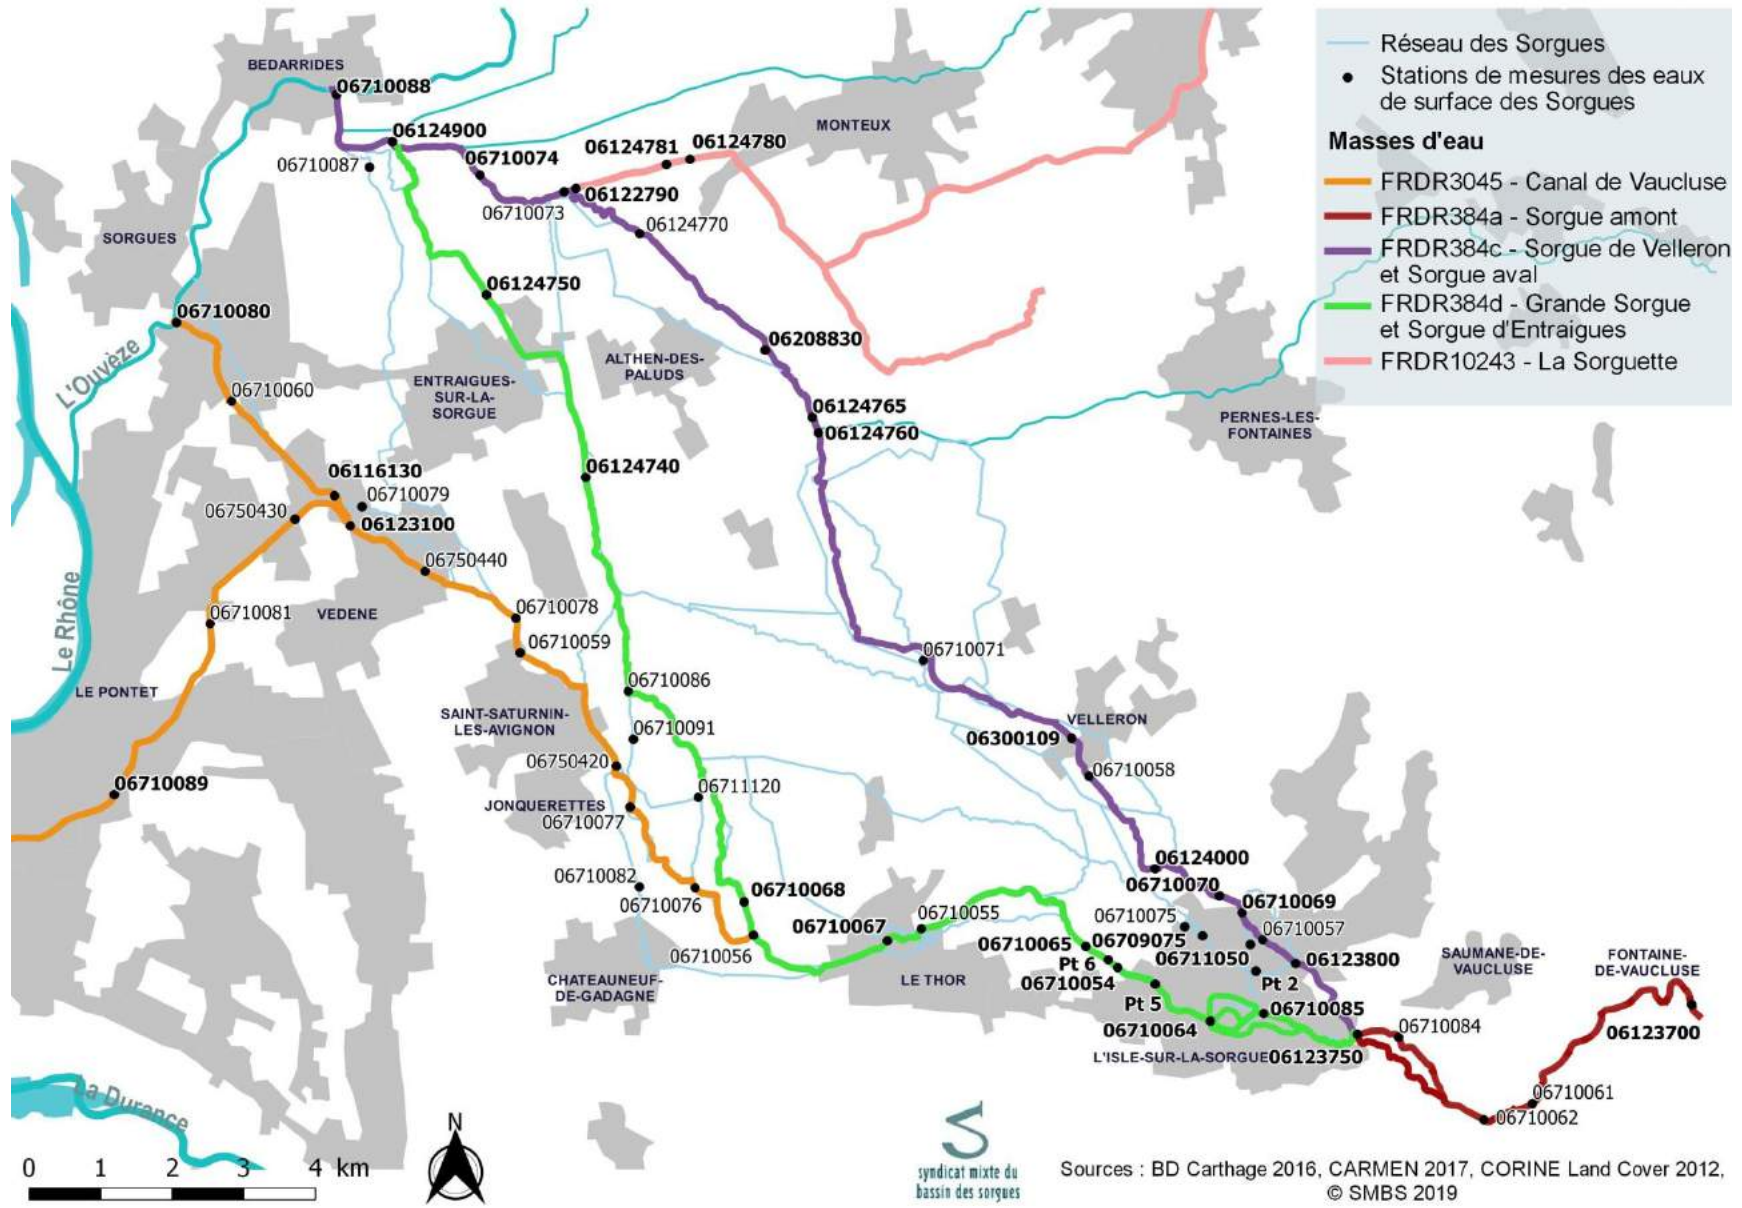 BEDARRIDES
06710088
06124900
06710087
06710074
06124781
06124780
MONTEUX
06122790
06710073
06124770
SORGUES
06124750
06710080
L'Ouvèze
06710060
ENTRAIGUES-
SUR-LA-
SORGUE
ALTHEN-DES-
PALUDS
06208830
06124765
06124760
PERNES-LES-
FONTAINES
06124740
06116130
06710079
06750430
06123100
06750440
Le Rhône
06710081
VEDENE
06710078
06710059
06710071
LE PONTET
06710086
SAINT-SATURNIN-
LES-AVIGNON
06710091
VELLERON
06300109
06750420
06710058
06710089
06711120
JONQUERETTES
06710077
06124000
06710082
06710070
06710076
06710068
06710069
06710067
06710055
06710075
06710057
06710065
06709075
06710056
Pt 6
06711050
06123800
06710054
Pt 2
CHATEAUNEUF-
DE-GADAGNE
LE THOR
Pt 5
06710085
06710064
SAUMANE-DE-
VAUCLUSE
FONTAINE-
DE-VAUCLUSE
06710084
06123700
L'ISLE-SUR-LA-SORGUE
06123750
06710061
06710062
La Durance
Réseau des Sorgues
Stations de mesures des eaux
de surface des Sorgues
Masses d'eau
FRDR3045 - Canal de Vaucluse
FRDR384a - Sorgue amont
FRDR384c - Sorgue de Velleron
et Sorgue aval
FRDR384d - Grande Sorgue
et Sorgue d'Entraigues
FRDR10243 - La Sorguette
0 1 2 3 4 km
N
syndicat mixte du
bassin des sorgues
Sources : BD Carthage 2016, CARMEN 2017, CORINE Land Cover 2012,
© SMBS 2019